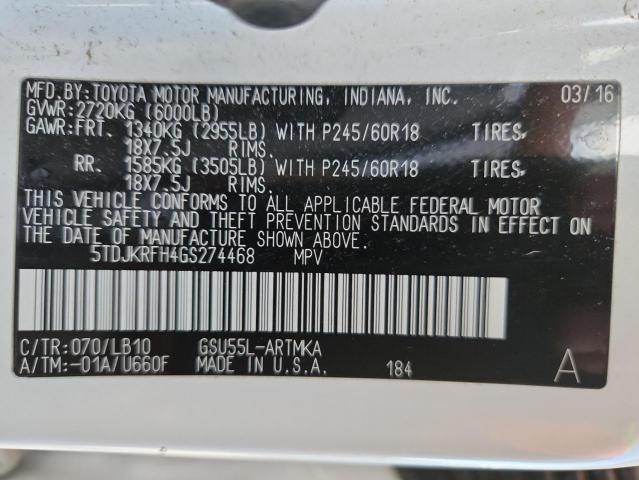 MFD.BY:TOYOTA MOTOR MANUFACTURING, INDIANA, INC. 03/16
GVWR:2720KG (6000LB)
GAWR:FRT. 1340KG (2955LB) WITH P245/60R18 TIRES,
18X7.5J RIMS.
RR. 1585KG (3505LB) WITH P245/60R18 TIRES,
18X7.5J RIMS.
THIS VEHICLE CONFORMS TO ALL APPLICABLE FEDERAL MOTOR
VEHICLE SAFETY AND THEFT PREVENTION STANDARDS IN EFFECT ON
THE DATE OF MANUFACTURE SHOWN ABOVE.
5TDJKRFH4GS274468 MPV
C/TR:070/LB10 GSU55L-ARTMKA
A/TM:-01A/U660F MADE IN U.S.A. 184 A